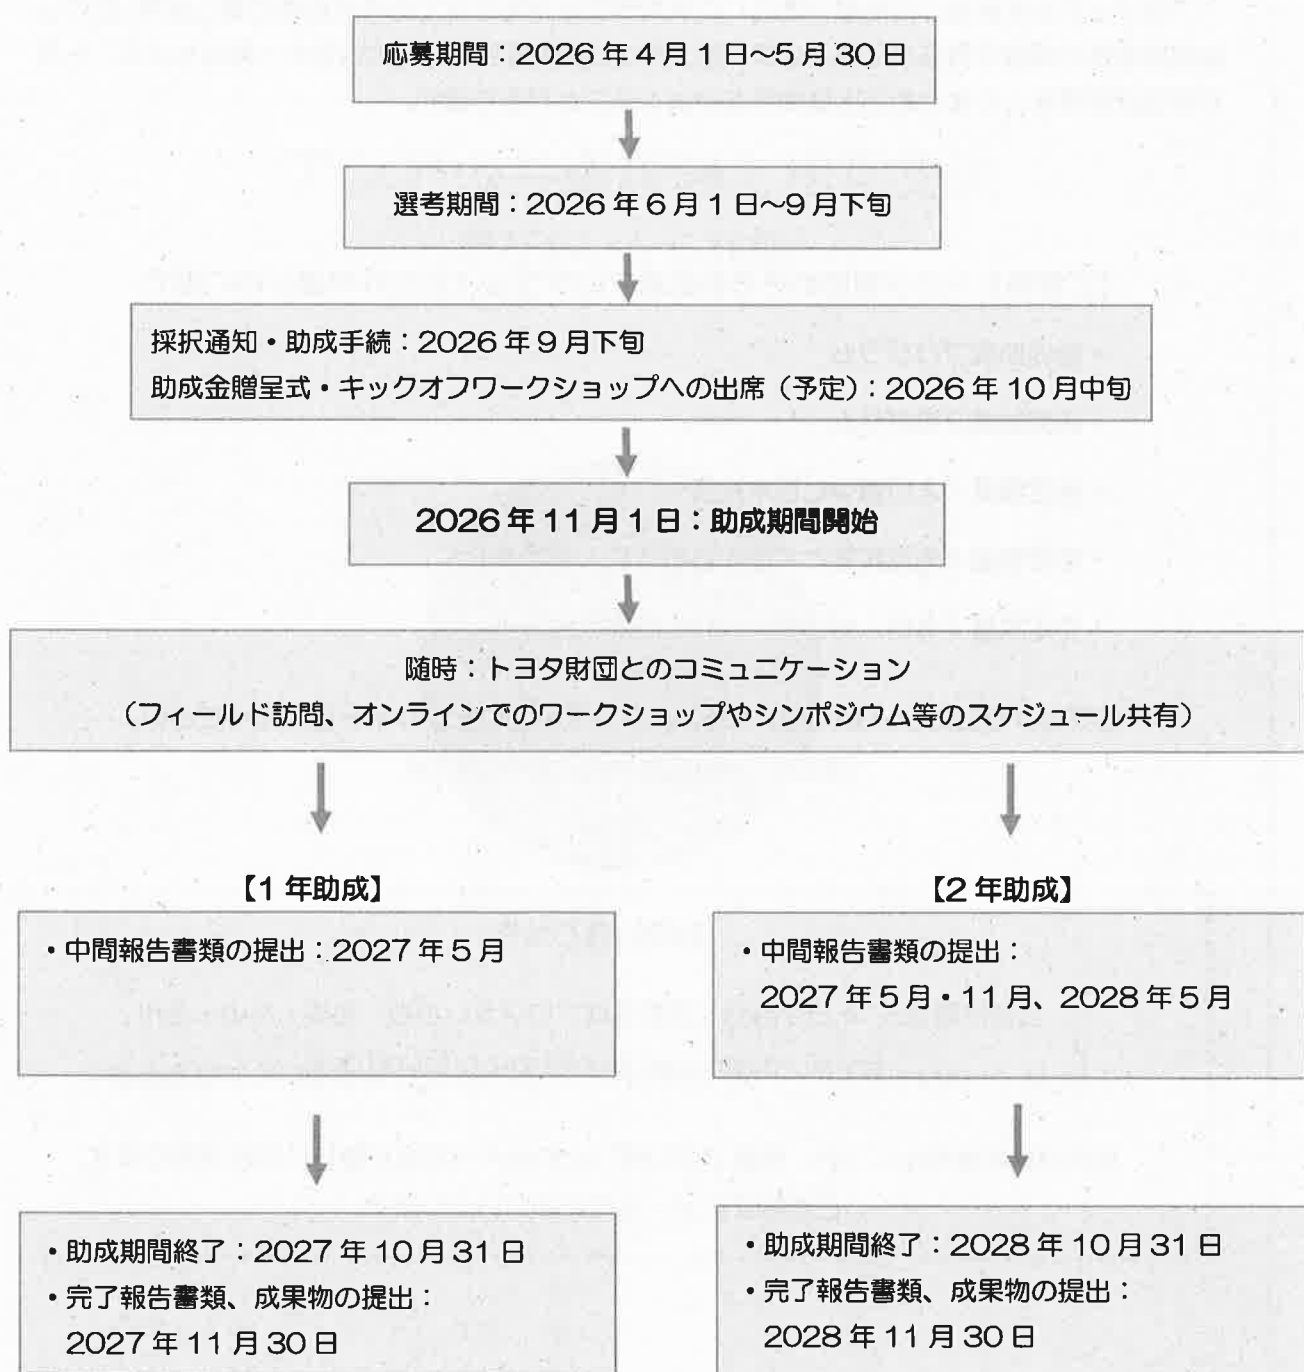 応募期間：2026年4月1日～5月30日
選考期間：2026年6月1日～9月下旬
採択通知・助成手続：2026年9月下旬
助成金贈呈式・キックオフワークショップへの出席（予定）：2026年10月中旬
2026年11月1日：助成期間開始
随時：トヨタ財団とのコミュニケーション
（フィールド訪問、オンラインでのワークショップやシンポジウム等のスケジュール共有）
【1年助成】
・中間報告書類の提出：2027年5月
・助成期間終了：2027年10月31日
・完了報告書類、成果物の提出：
2027年11月30日
【2年助成】
・中間報告書類の提出：
2027年5月・11月、2028年5月
・助成期間終了：2028年10月31日
・完了報告書類、成果物の提出：
2028年11月30日